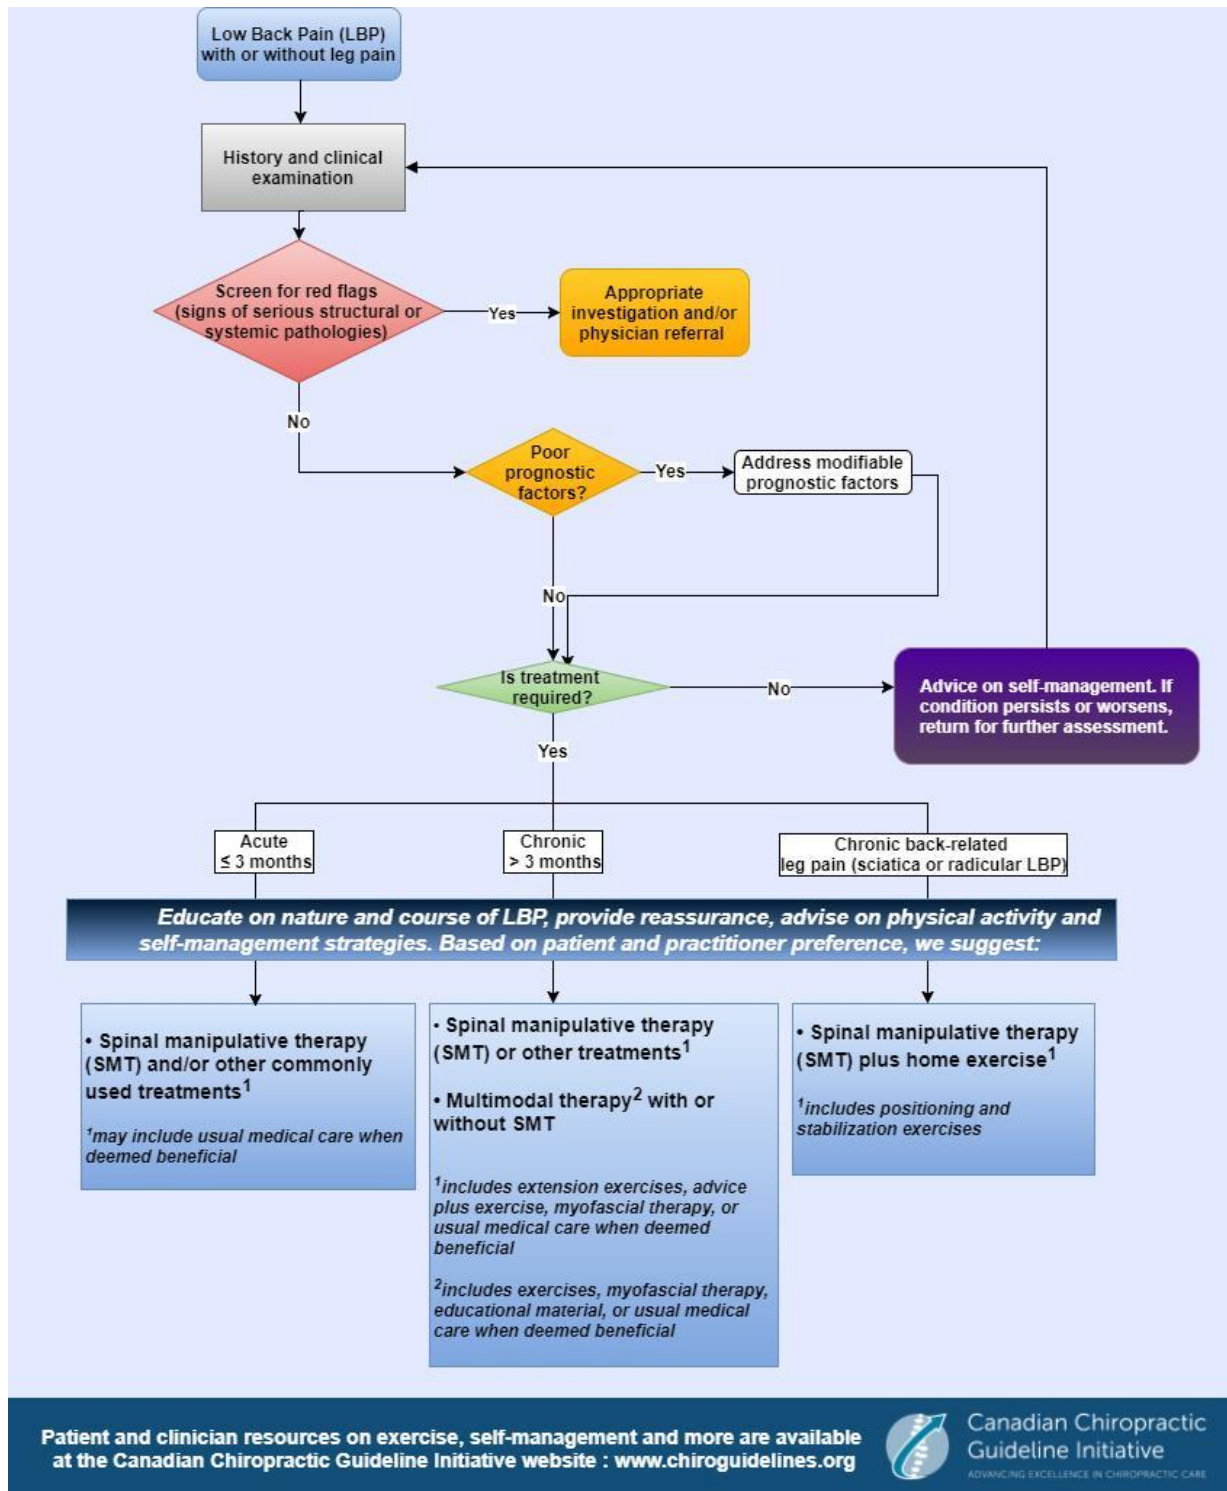 Low Back Pain (LBP)
with or without leg pain
History and clinical
examination
Screen for red flags
(signs of serious structural or
systemic pathologies)
Yes
Appropriate
investigation and/or
physician referral
No
Poor
prognostic
factors?
Yes
Address modifiable
prognostic factors
No
Is treatment
required?
No
Advice on self-management. If
condition persists or worsens,
return for further assessment.
Yes
Acute
≤ 3 months
Chronic
> 3 months
Chronic back-related
leg pain (sciatica or radicular LBP)
Educate on nature and course of LBP, provide reassurance, advise on physical activity and
self-management strategies. Based on patient and practitioner preference, we suggest:
• Spinal manipulative therapy
(SMT) and/or other commonly
used treatments¹
¹may include usual medical care when
deemed beneficial
• Spinal manipulative therapy
(SMT) or other treatments¹
• Multimodal therapy² with or
without SMT
¹includes extension exercises, advice
plus exercise, myofascial therapy, or
usual medical care when deemed
beneficial
²includes exercises, myofascial therapy,
educational material, or usual medical
care when deemed beneficial
• Spinal manipulative therapy
(SMT) plus home exercise¹
¹includes positioning and
stabilization exercises
Patient and clinician resources on exercise, self-management and more are available
at the Canadian Chiropractic Guideline Initiative website : www.chiroguidelines.org
Canadian Chiropractic
Guideline Initiative
ADVANCING EXCELLENCE IN CHIROPRACTIC CARE